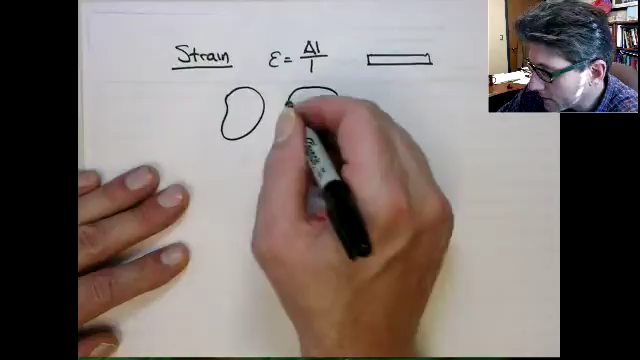 Strain ε = Δl / l